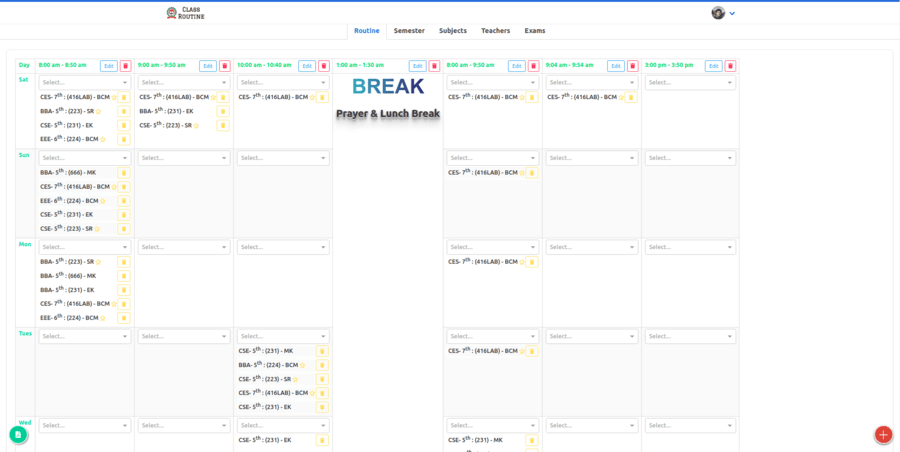 CLASS
ROUTINE
Routine Semester Subjects Teachers Exams
Day 8:00 am - 8:50 am Edit 9:00 am - 9:50 am Edit 10:00 am - 10:40 am Edit 1:00 am - 1:30 am Edit 8:00 am - 9:50 am Edit 9:04 am - 9:54 am Edit 3:00 pm - 3:50 pm Edit
Sat Select... Select... Select... BREAK Select... Select... Select...
CES- 7th : (416LAB) - BCM CES- 7th : (416LAB) - BCM CES- 7th : (416LAB) - BCM CES- 7th : (416LAB) - BCM CES- 7th : (416LAB) - BCM
BBA- 5th : (223) - SR BBA- 5th : (231) - EK Prayer & Lunch Break
CSE- 5th : (231) - EK CSE- 5th : (223) - SR
EEE- 6th : (224) - BCM
Sun Select... Select... Select... Select... Select... Select...
BBA- 5th : (666) - MK CES- 7th : (416LAB) - BCM
CES- 7th : (416LAB) - BCM
EEE- 6th : (224) - BCM
CSE- 5th : (231) - EK
CSE- 5th : (223) - SR
Mon Select... Select... Select... Select... Select... Select...
BBA- 5th : (223) - SR CES- 7th : (416LAB) - BCM
BBA- 5th : (666) - MK
BBA- 5th : (231) - EK
CES- 7th : (416LAB) - BCM
EEE- 6th : (224) - BCM
Tues Select... Select... Select... Select... Select... Select...
CSE- 5th : (231) - MK CES- 7th : (416LAB) - BCM
BBA- 5th : (224) - BCM
CSE- 5th : (223) - SR
CES- 7th : (416LAB) - BCM
CSE- 5th : (231) - EK
Wed Select... Select... Select... Select... Select... Select...
CSE- 5th : (231) - EK CSE- 5th : (231) - MK